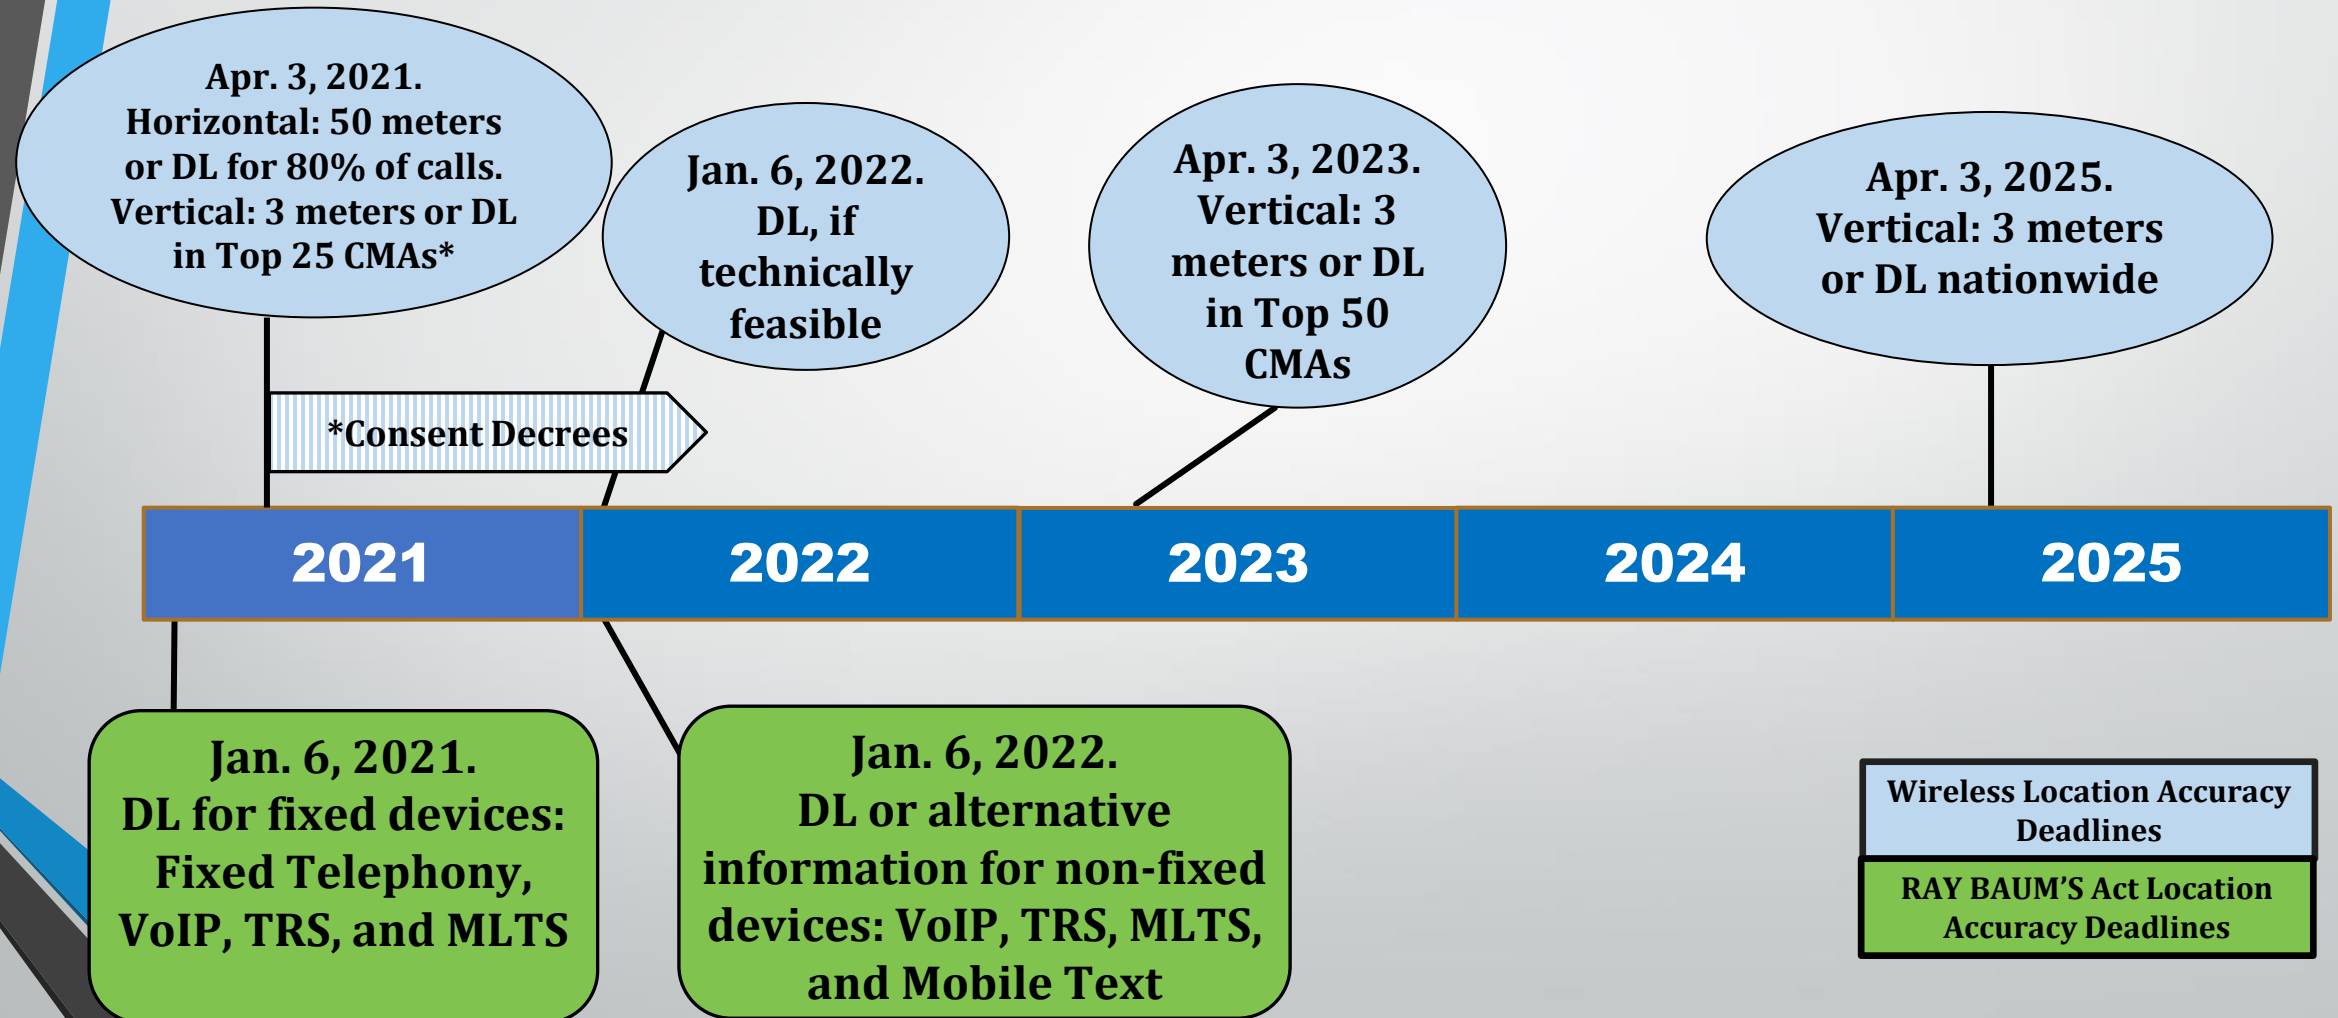 Apr. 3, 2021.
Horizontal: 50 meters
or DL for 80% of calls.
Vertical: 3 meters or DL
in Top 25 CMAs*
Jan. 6, 2022.
DL, if
technically
feasible
Apr. 3, 2023.
Vertical: 3
meters or DL
in Top 50
CMAs
Apr. 3, 2025.
Vertical: 3 meters
or DL nationwide
*Consent Decrees
2021
2022
2023
2024
2025
Jan. 6, 2021.
DL for fixed devices:
Fixed Telephony,
VoIP, TRS, and MLTS
Jan. 6, 2022.
DL or alternative
information for non-fixed
devices: VoIP, TRS, MLTS,
and Mobile Text
Wireless Location Accuracy
Deadlines
RAY BAUM’S Act Location
Accuracy Deadlines